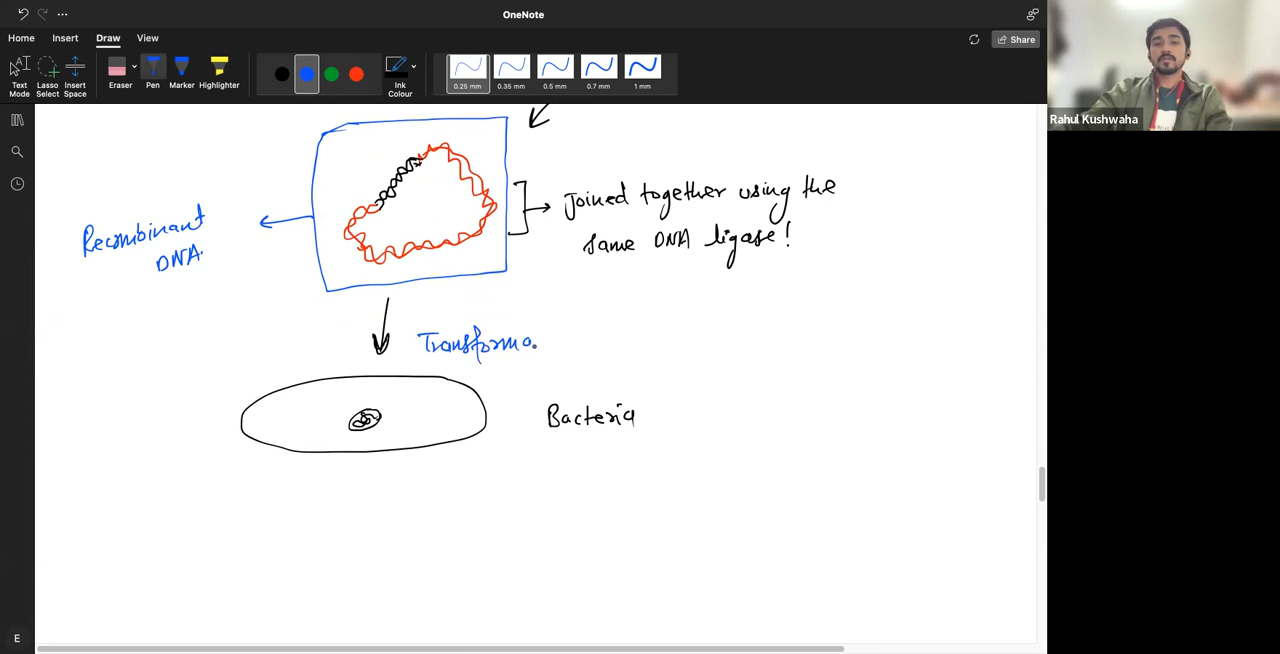 OneNote
Home Insert Draw View
Share
Text Mode
Lasso Select
Insert Space
Eraser
Pen
Marker
Highlighter
Ink Colour
0.25 mm 0.35 mm 0.5 mm 0.7 mm 1 mm
Rahul Kushwaha
Joined together using the
same DNA ligase!
Recombinant
DNA.
Transforma
Bacteria
E